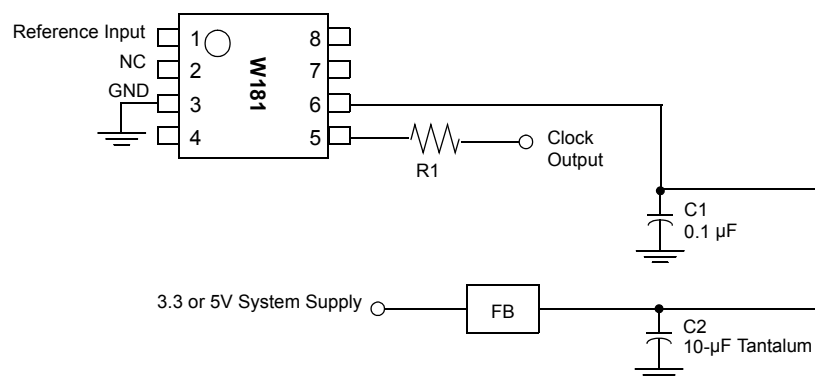 Reference Input
NC
GND
1
2
3
4
W181
8
7
6
5
R1
Clock
Output
C1
0.1 µF
3.3 or 5V System Supply
FB
C2
10-µF Tantalum